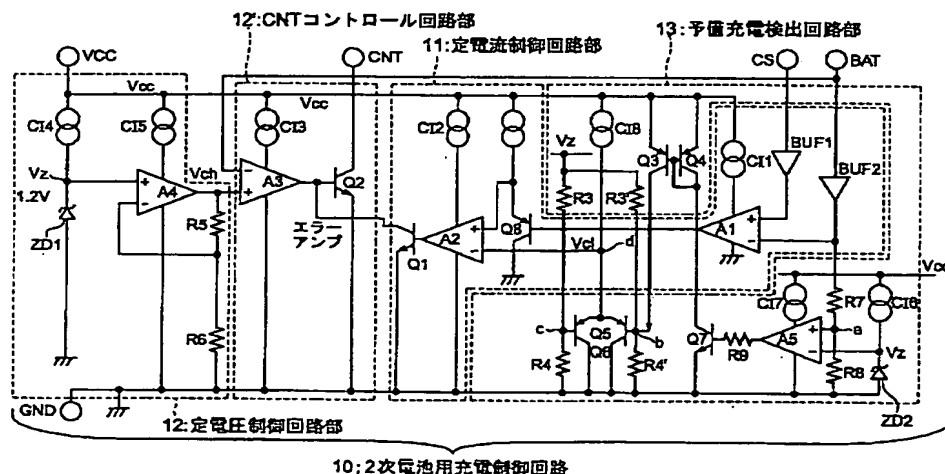 12':CNTコントロール回路部
11:定電流制御回路部
13:予備充電検出回路部
VCC
CNT
CS
BAT
Vcc
Vcc
CI4
CI5
CI3
CI2
CI8
CI1
BUF1
BUF2
Vz
Q3
Q4
Vz
1.2V
Vch
A4
A3
Q2
R3
R3'
A1
ZD1
R5
エラー
アンプ
Q1
A2
Q8
Vcl
d
Vcc
CI7
CI6
R7
c
Q5
Q6
b
Q7
R9
A5
a
Vz
R6
R4
R4'
R8
GND
ZD2
12:定電圧制御回路部
10;2次電池用充電制御回路